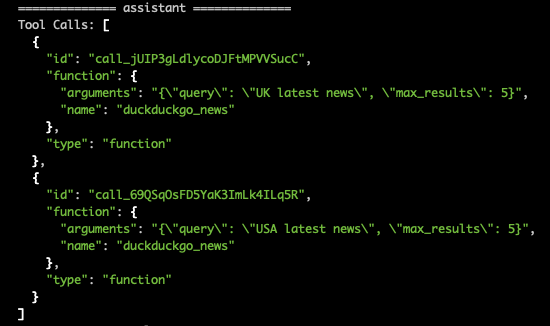 ============== assistant ==============
Tool Calls: [
  {
    "id": "call_jUIP3gLdlycoDJFtMPVVSucC",
    "function": {
      "arguments": "{\"query\": \"UK latest news\", \"max_results\": 5}",
      "name": "duckduckgo_news"
    },
    "type": "function"
  },
  {
    "id": "call_69QSqOsFD5YaK3ImLk4ILq5R",
    "function": {
      "arguments": "{\"query\": \"USA latest news\", \"max_results\": 5}",
      "name": "duckduckgo_news"
    },
    "type": "function"
  }
]